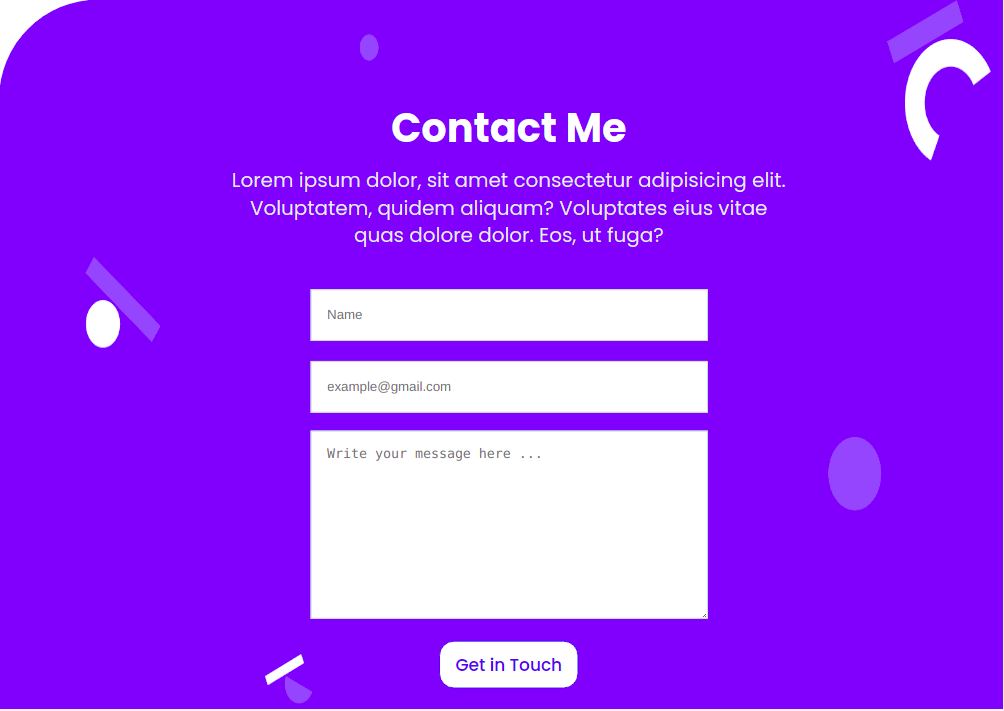 Contact Me
Lorem ipsum dolor, sit amet consectetur adipisicing elit.
Voluptatem, quidem aliquam? Voluptates eius vitae
quas dolore dolor. Eos, ut fuga?
Name
example@gmail.com
Write your message here ...
Get in Touch